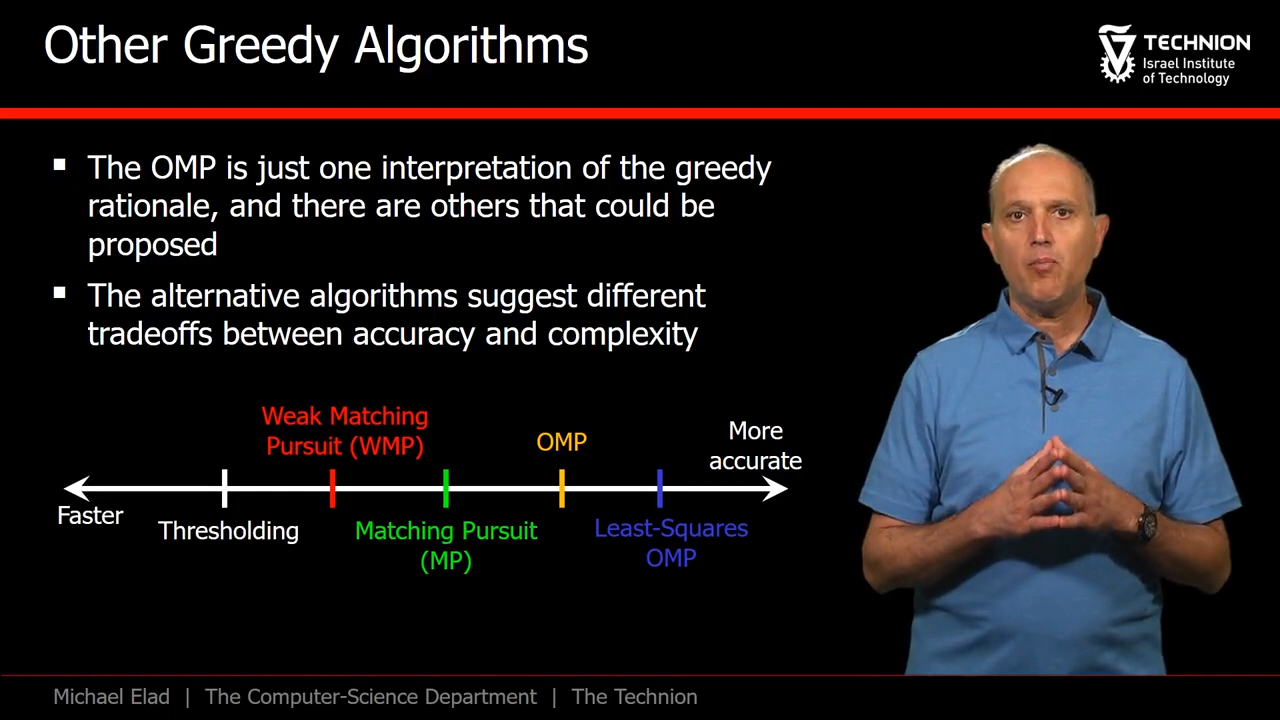 Other Greedy Algorithms
TECHNION
Israel Institute
of Technology
▪ The OMP is just one interpretation of the greedy
rationale, and there are others that could be
proposed
▪ The alternative algorithms suggest different
tradeoffs between accuracy and complexity
Weak Matching
Pursuit (WMP)
OMP
More
accurate
Faster
Thresholding
Matching Pursuit
(MP)
Least-Squares
OMP
Michael Elad | The Computer-Science Department | The Technion